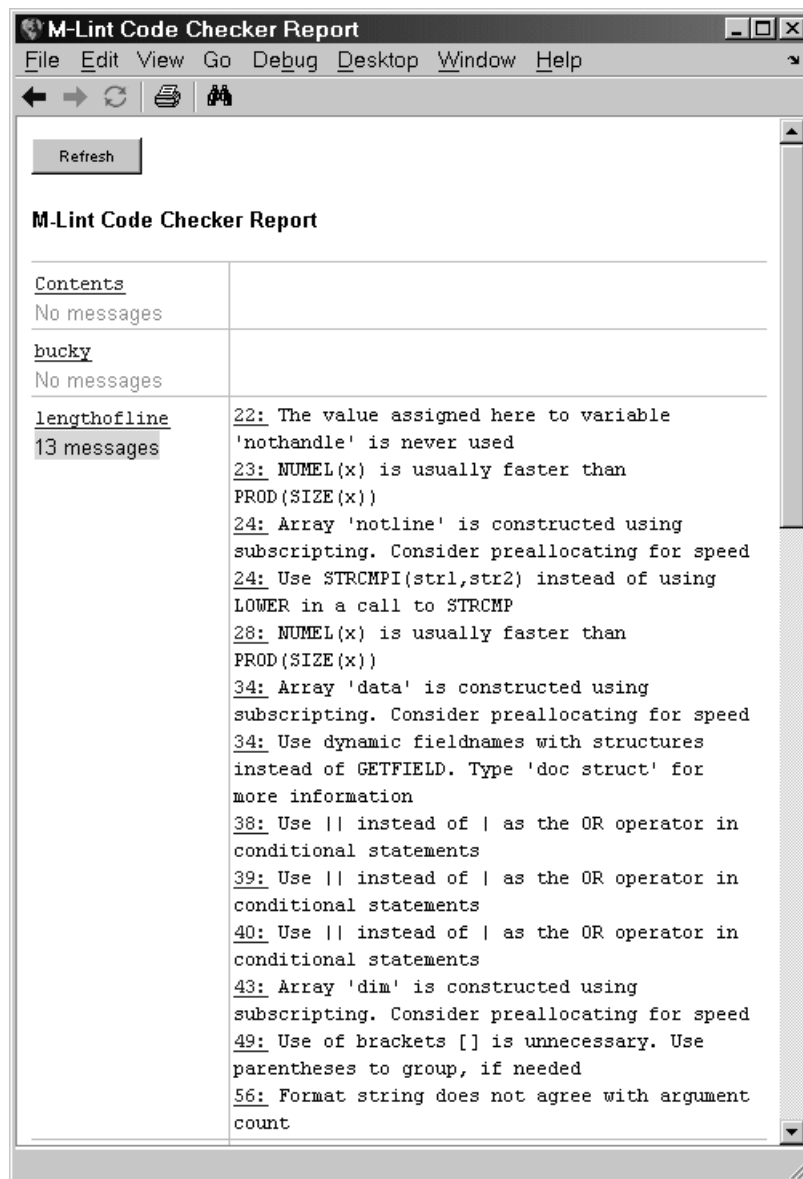 M-Lint Code Checker Report
File Edit View Go Debug Desktop Window Help
Refresh
M-Lint Code Checker Report
Contents
No messages
bucky
No messages
lengthofline
13 messages
22: The value assigned here to variable
'nothandle' is never used
23: NUMEL(x) is usually faster than
PROD(SIZE(x))
24: Array 'notline' is constructed using
subscripting. Consider preallocating for speed
24: Use STRCMPI(str1,str2) instead of using
LOWER in a call to STRCMP
28: NUMEL(x) is usually faster than
PROD(SIZE(x))
34: Array 'data' is constructed using
subscripting. Consider preallocating for speed
34: Use dynamic fieldnames with structures
instead of GETFIELD. Type 'doc struct' for
more information
38: Use || instead of | as the OR operator in
conditional statements
39: Use || instead of | as the OR operator in
conditional statements
40: Use || instead of | as the OR operator in
conditional statements
43: Array 'dim' is constructed using
subscripting. Consider preallocating for speed
49: Use of brackets [] is unnecessary. Use
parentheses to group, if needed
56: Format string does not agree with argument
count